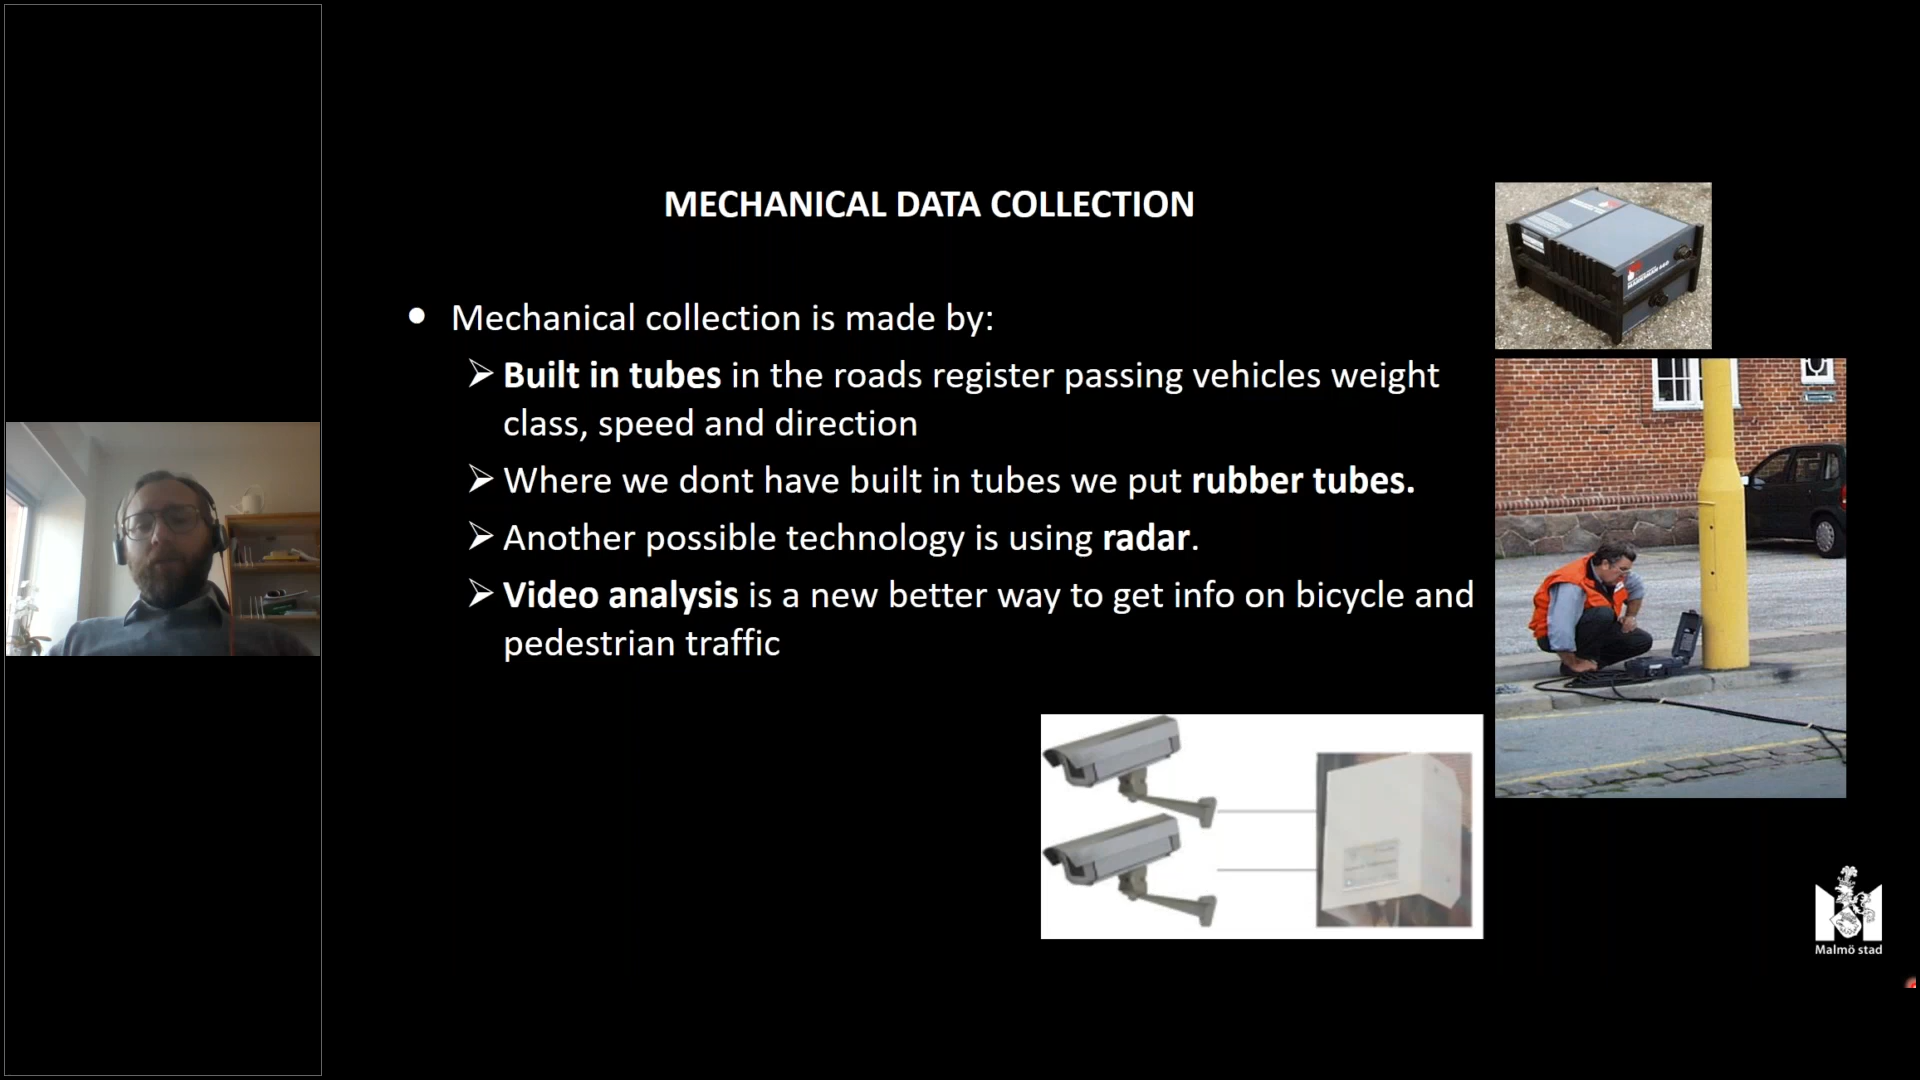 MECHANICAL DATA COLLECTION
● Mechanical collection is made by:
➢ Built in tubes in the roads register passing vehicles weight
class, speed and direction
➢ Where we dont have built in tubes we put rubber tubes.
➢ Another possible technology is using radar.
➢ Video analysis is a new better way to get info on bicycle and
pedestrian traffic
Malmö stad